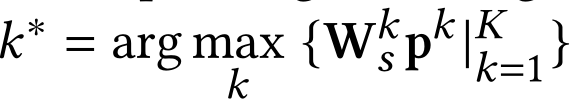 k* = arg max_k {𝐖_s^k 𝐩^k|_{k=1}^K}